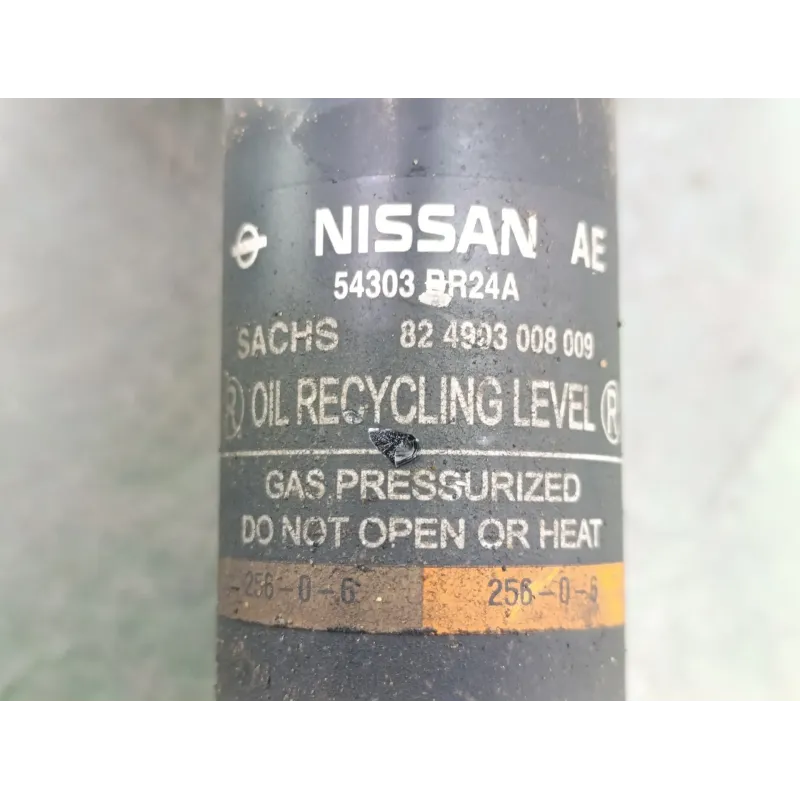 NISSAN AE
54303 BR24A
SACHS 82 4903 008 009
® OIL RECYCLING LEVEL ®
GAS PRESSURIZED
DO NOT OPEN OR HEAT
256-0-6 256-0-6